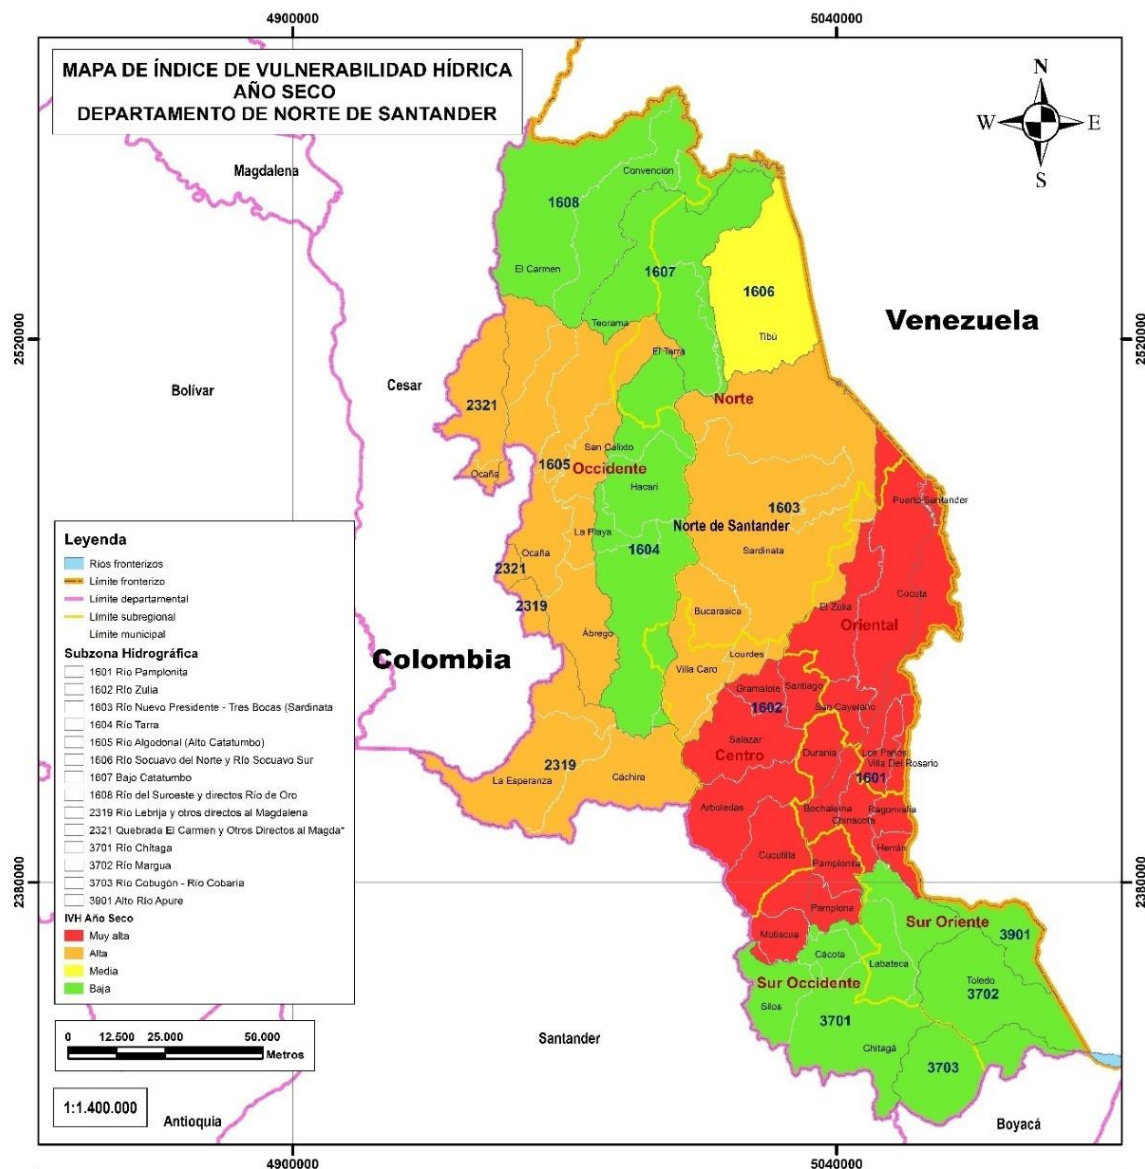 4900000
5040000
MAPA DE ÍNDICE DE VULNERABILIDAD HÍDRICA
AÑO SECO
DEPARTAMENTO DE NORTE DE SANTANDER
N
W E
S
Magdalena
Convención
1608
El Carmen
1607
1606
Tibú
Teorama
El Tarra
Venezuela
2520000
2520000
Bolívar
Cesar
2321
Norte
San Calixto
1605
Occidente
Ocaña
Hacarí
Puerto Santander
1603
Norte de Santander
La Playa
1604
Sardinata
Ocaña
2321
2319
Cúcuta
El Zulia
Bucarasica
Oriental
Ábrego
Lourdes
Villa Caro
Colombia
Gramalote
Santiago
1602
San Cayetano
Salazar
Centro
Durania
Los Patios
Villa Del Rosario
2319
La Esperanza
Cáchira
1601
Arboledas
Bochalema
Ragonvalia
Chinácota
Herrán
Cucutilla
Pamplonita
2380000
2380000
Pamplona
Sur Oriente
3901
Mutiscua
Cácota
Labateca
Sur Occidente
Toledo
3702
Silos
3701
Chitagá
3703
Santander
Antioquia
Boyacá
Leyenda
Ríos fronterizos
Límite fronterizo
Límite departamental
Límite subregional
Límite municipal
Subzona Hidrográfica
1601 Río Pamplonita
1602 Río Zulia
1603 Río Nuevo Presidente - Tres Bocas (Sardinata
1604 Río Tarra
1605 Río Algodonal (Alto Catatumbo)
1606 Río Socuavo del Norte y Río Socuavo Sur
1607 Bajo Catatumbo
1608 Río del Suroeste y directos Río de Oro
2319 Río Lebrija y otros directos al Magdalena
2321 Quebrada El Carmen y Otros Directos al Magda*
3701 Río Chítaga
3702 Río Margua
3703 Río Cobugón - Río Cobaría
3901 Alto Río Apure
IVH Año Seco
Muy alta
Alta
Media
Baja
0 12.500 25.000 50.000
Metros
1:1.400.000
4900000
5040000